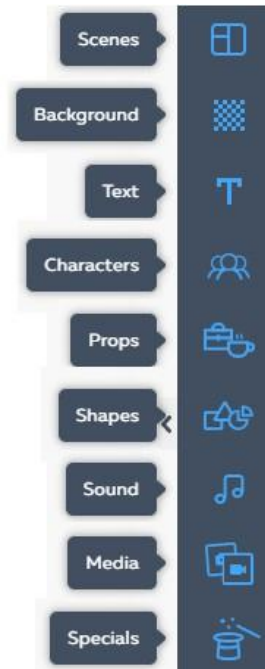 Scenes
Background
Text
Characters
Props
Shapes
Sound
Media
Specials